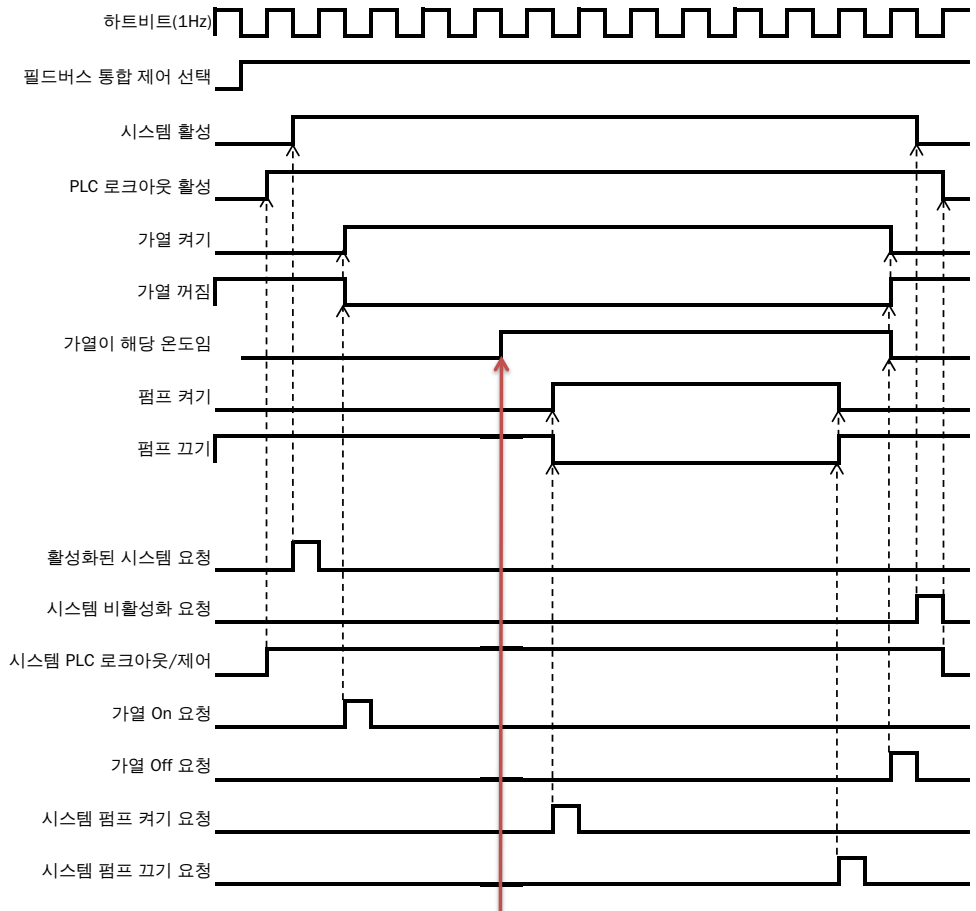 하트비트(1Hz)
필드버스 통합 제어 선택
시스템 활성
PLC 로크아웃 활성
가열 켜기
가열 꺼짐
가열이 해당 온도임
펌프 켜기
펌프 끄기
활성화된 시스템 요청
시스템 비활성화 요청
시스템 PLC 로크아웃/제어
가열 On 요청
가열 Off 요청
시스템 펌프 켜기 요청
시스템 펌프 끄기 요청